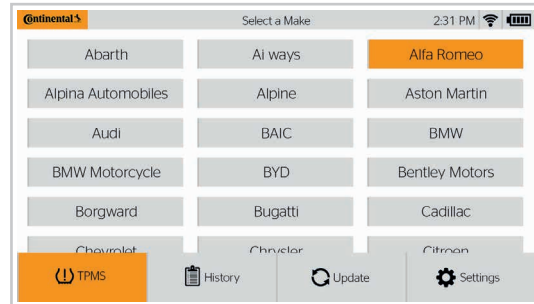 Continental Select a Make 2:31 PM
Abarth Ai ways Alfa Romeo
Alpina Automobiles Alpine Aston Martin
Audi BAIC BMW
BMW Motorcycle BYD Bentley Motors
Borgward Bugatti Cadillac
Chevrolet Chrysler Citroen
TPMS History Update Settings